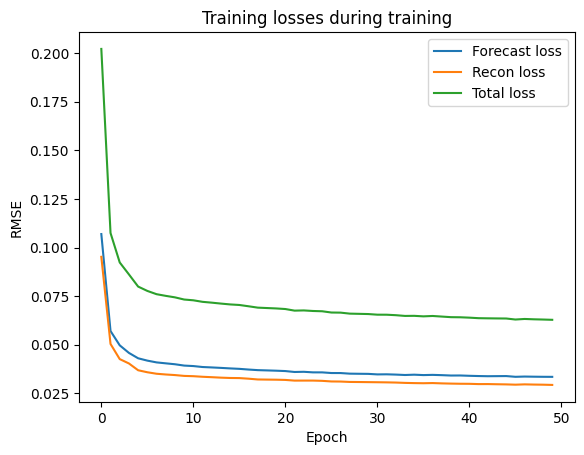 Training losses during training
Forecast loss
Recon loss
Total loss
RMSE
0.200
0.175
0.150
0.125
0.100
0.075
0.050
0.025
0 10 20 30 40 50
Epoch